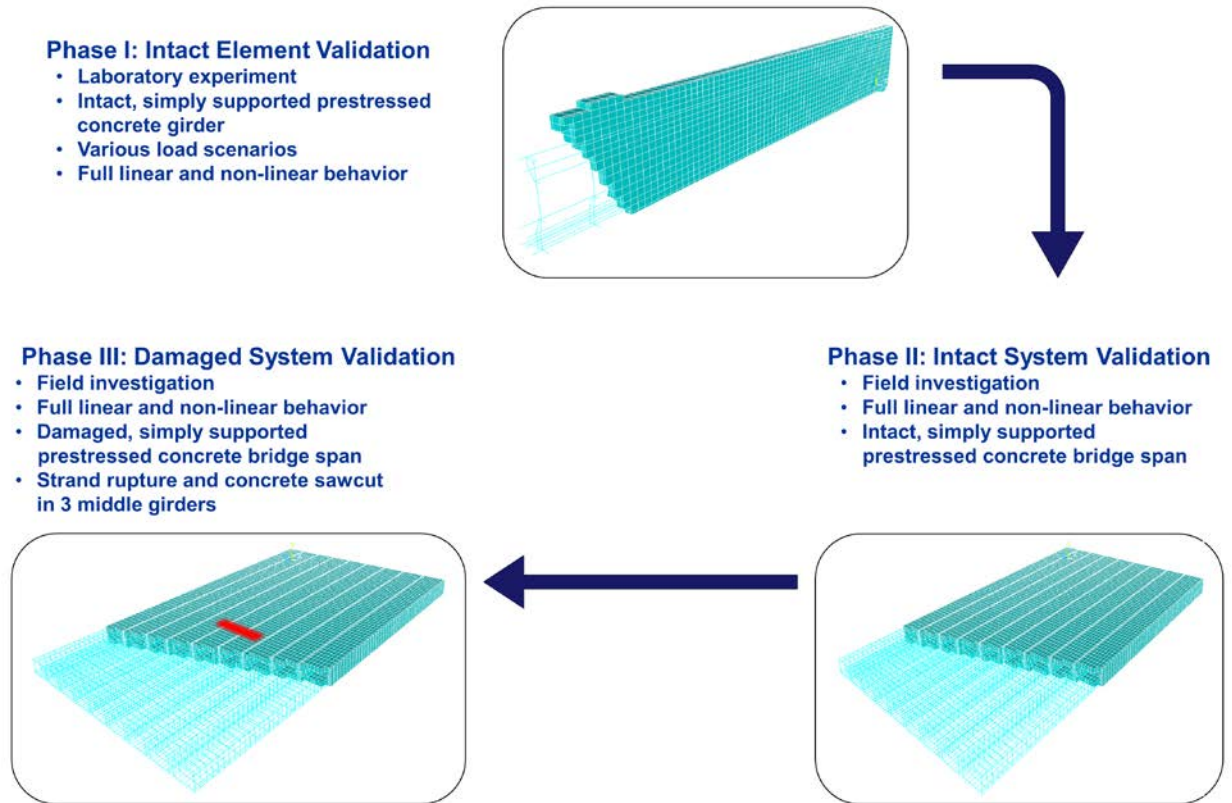 Phase I: Intact Element Validation
• Laboratory experiment
• Intact, simply supported prestressed
concrete girder
• Various load scenarios
• Full linear and non-linear behavior
Phase III: Damaged System Validation
• Field investigation
• Full linear and non-linear behavior
• Damaged, simply supported
prestressed concrete bridge span
• Strand rupture and concrete sawcut
in 3 middle girders
Phase II: Intact System Validation
• Field investigation
• Full linear and non-linear behavior
• Intact, simply supported
prestressed concrete bridge span